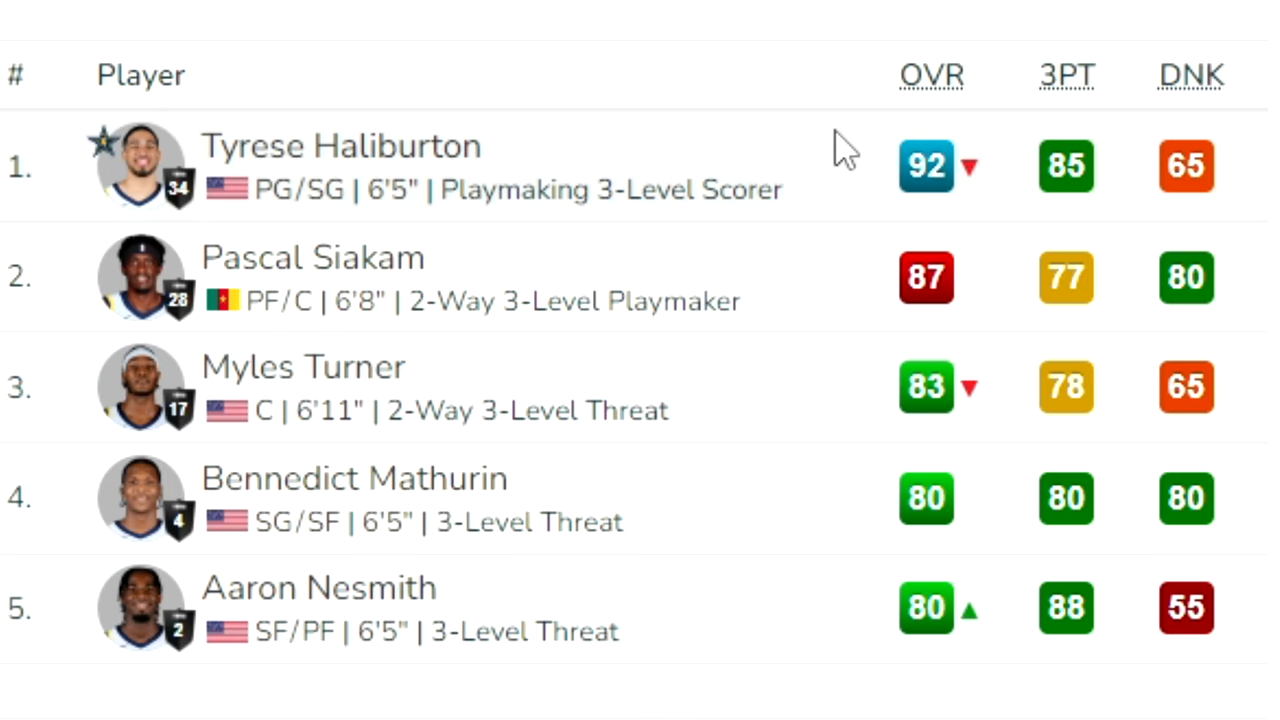 # Player OVR 3PT DNK
1. Tyrese Haliburton 92 85 65
34 PG/SG | 6'5" | Playmaking 3-Level Scorer
2. Pascal Siakam 87 77 80
28 PF/C | 6'8" | 2-Way 3-Level Playmaker
3. Myles Turner 83 78 65
17 C | 6'11" | 2-Way 3-Level Threat
4. Bennedict Mathurin 80 80 80
4 SG/SF | 6'5" | 3-Level Threat
5. Aaron Nesmith 80 88 55
2 SF/PF | 6'5" | 3-Level Threat